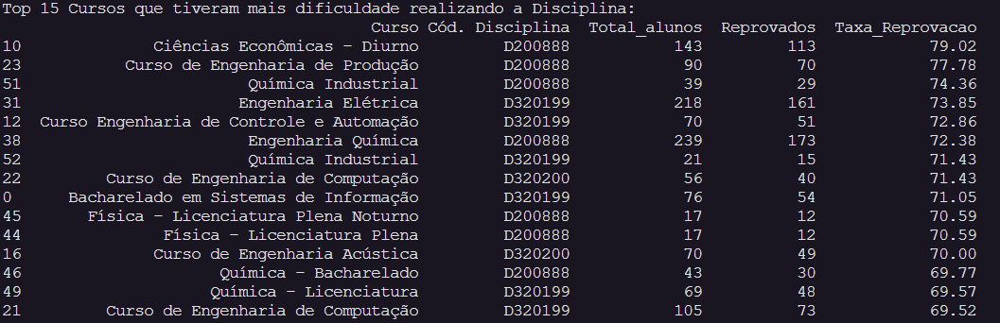 Top 15 Cursos que tiveram mais dificuldade realizando a Disciplina:
Curso Cód. Disciplina Total_alunos Reprovados Taxa_Reprovacao
10 Ciências Econômicas - Diurno D200888 143 113 79.02
23 Curso de Engenharia de Produção D200888 90 70 77.78
51 Química Industrial D200888 39 29 74.36
31 Engenharia Elétrica D320199 218 161 73.85
12 Curso Engenharia de Controle e Automação D320199 70 51 72.86
38 Engenharia Química D200888 239 173 72.38
52 Química Industrial D320199 21 15 71.43
22 Curso de Engenharia de Computação D320200 56 40 71.43
0 Bacharelado em Sistemas de Informação D320199 76 54 71.05
45 Física - Licenciatura Plena Noturno D200888 17 12 70.59
44 Física - Licenciatura Plena D200888 17 12 70.59
16 Curso de Engenharia Acústica D320200 70 49 70.00
46 Química - Bacharelado D200888 43 30 69.77
49 Química - Licenciatura D320199 69 48 69.57
21 Curso de Engenharia de Computação D320199 105 73 69.52